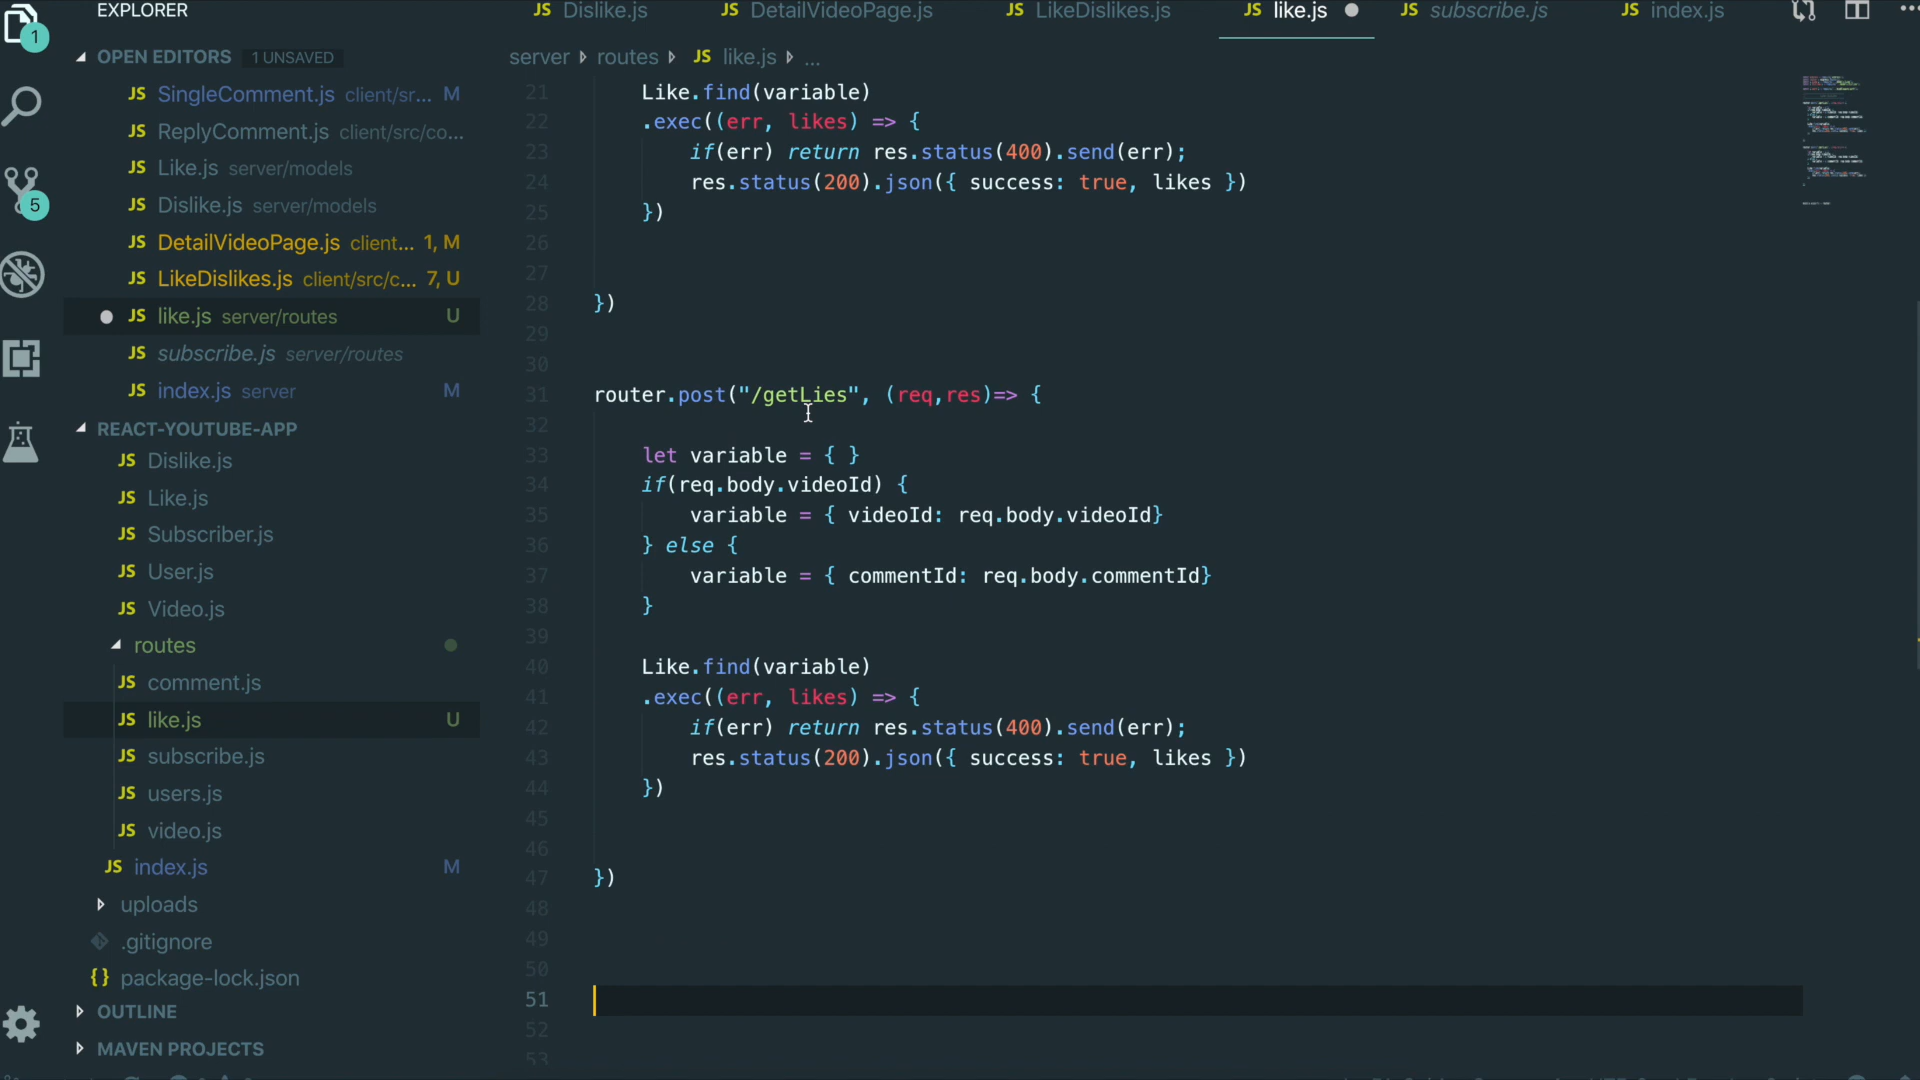 EXPLORER
1
OPEN EDITORS 1 UNSAVED
JS SingleComment.js client/sr... M
JS ReplyComment.js client/src/co...
JS Like.js server/models
JS Dislike.js server/models
5
JS DetailVideoPage.js client... 1, M
JS LikeDislikes.js client/src/c... 7, U
JS like.js server/routes U
JS subscribe.js server/routes
JS index.js server M
REACT-YOUTUBE-APP
JS Dislike.js
JS Like.js
JS Subscriber.js
JS User.js
JS Video.js
routes
JS comment.js
JS like.js U
JS subscribe.js
JS users.js
JS video.js
JS index.js M
uploads
.gitignore
{} package-lock.json
OUTLINE
MAVEN PROJECTS
JS Dislike.js JS DetailVideoPage.js JS LikeDislikes.js JS like.js JS subscribe.js JS index.js
server routes JS like.js ...
21 Like.find(variable)
22 .exec((err, likes) => {
23 if(err) return res.status(400).send(err);
24 res.status(200).json({ success: true, likes })
25 })
26
27
28 })
29
30
31 router.post("/getLies", (req,res)=> {
32
33 let variable = { }
34 if(req.body.videoId) {
35 variable = { videoId: req.body.videoId}
36 } else {
37 variable = { commentId: req.body.commentId}
38 }
39
40 Like.find(variable)
41 .exec((err, likes) => {
42 if(err) return res.status(400).send(err);
43 res.status(200).json({ success: true, likes })
44 })
45
46
47 })
48
49
50
51
52
53